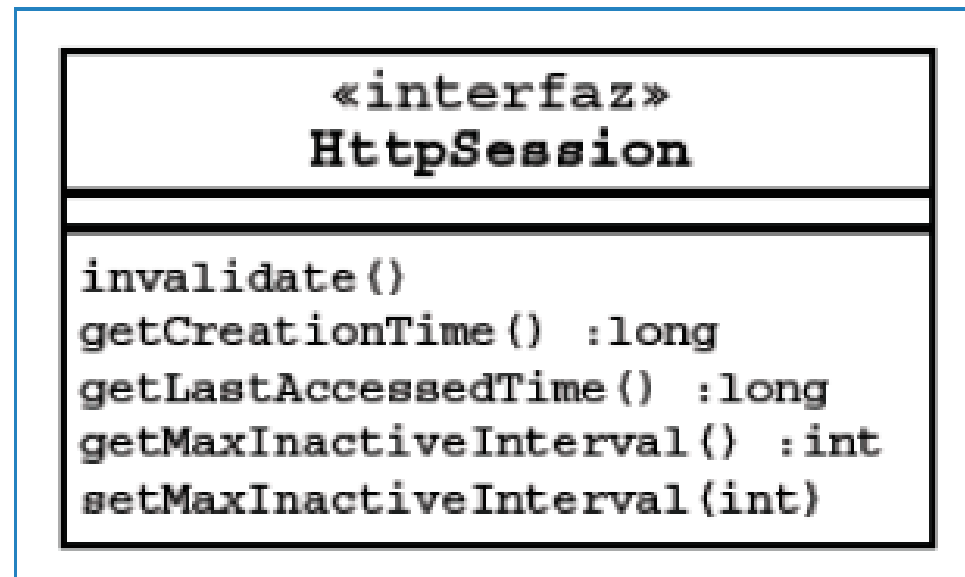 «interfaz»
HttpSession
invalidate()
getCreationTime() :long
getLastAccessedTime() :long
getMaxInactiveInterval() :int
setMaxInactiveInterval(int)